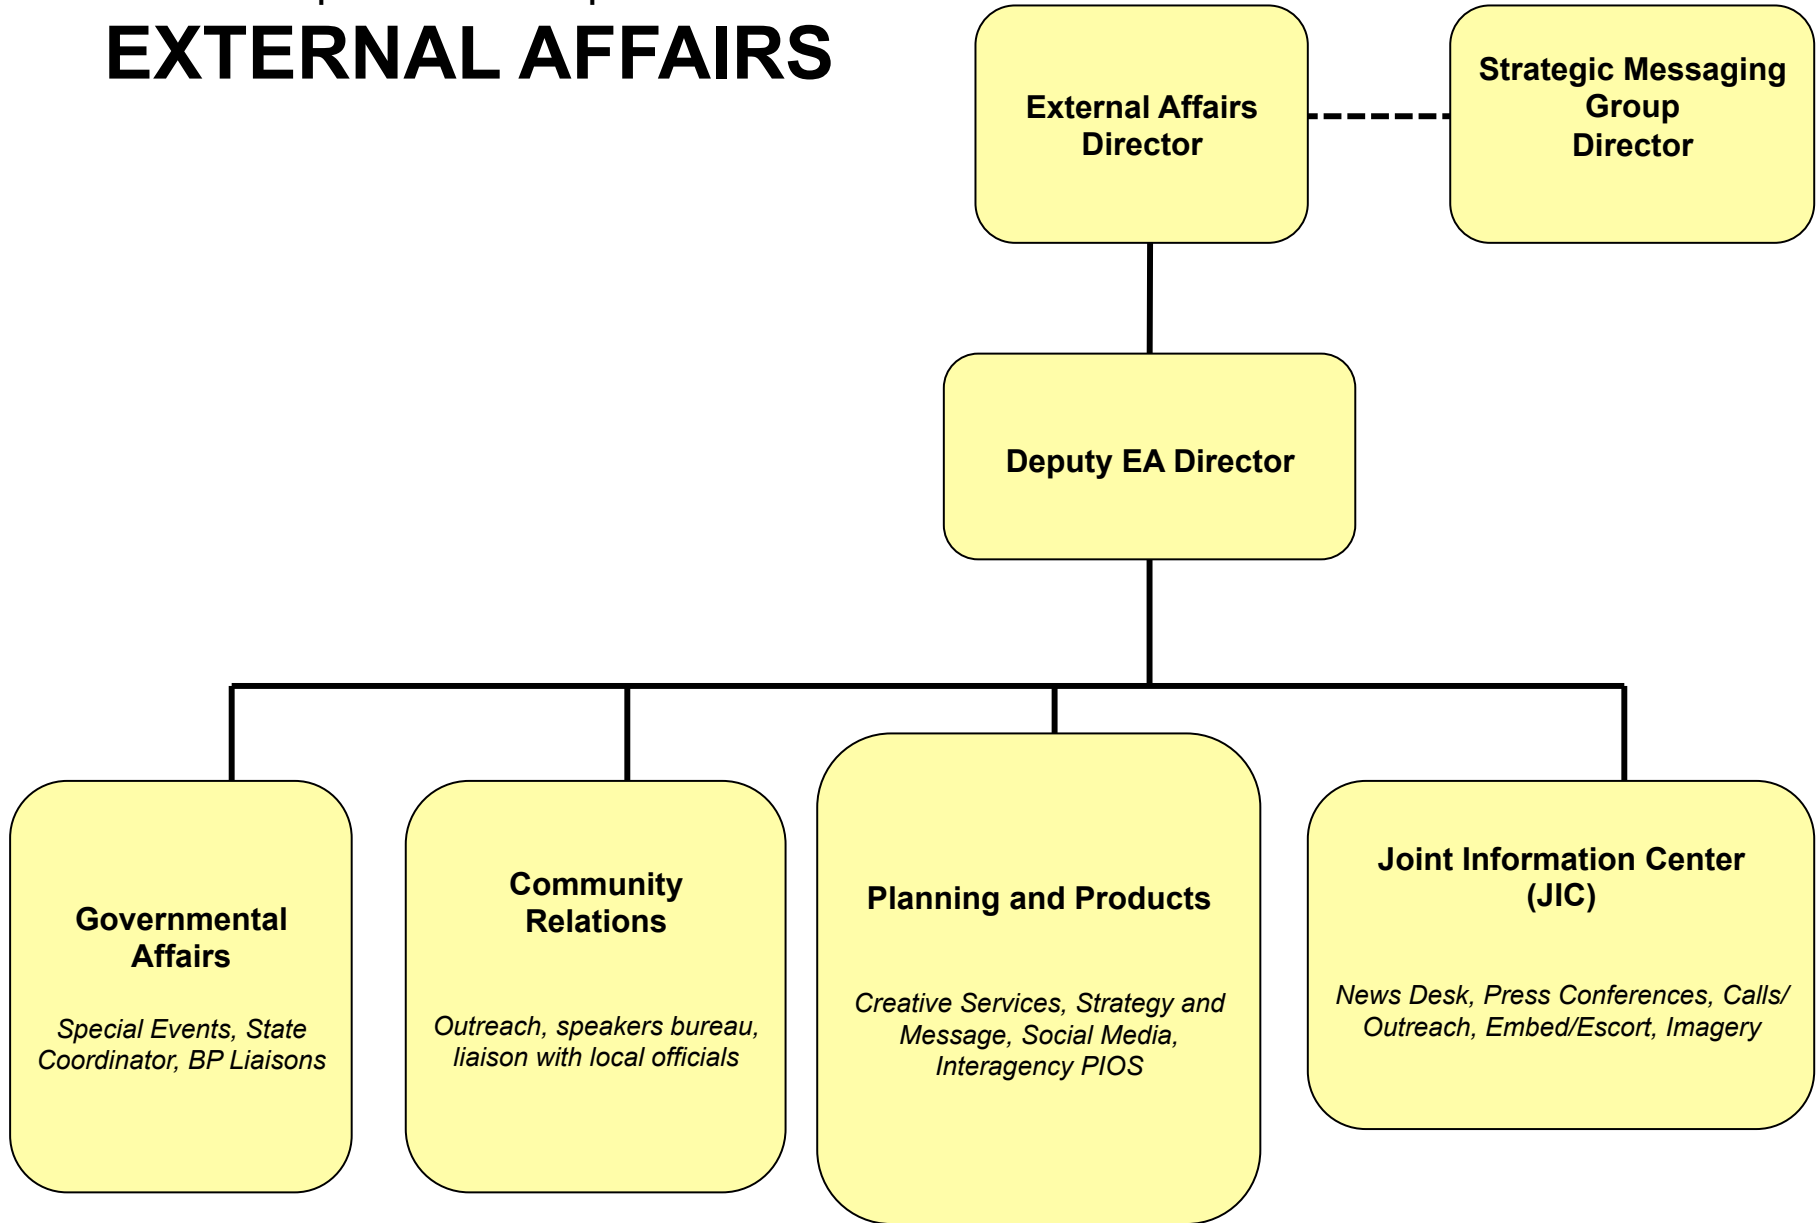 EXTERNAL AFFAIRS
External Affairs
Director
Strategic Messaging
Group
Director
Deputy EA Director
Governmental
Affairs
Special Events, State
Coordinator, BP Liaisons
Community
Relations
Outreach, speakers bureau,
liaison with local officials
Planning and Products
Creative Services, Strategy and
Message, Social Media,
Interagency PIOS
Joint Information Center
(JIC)
News Desk, Press Conferences, Calls/
Outreach, Embed/Escort, Imagery